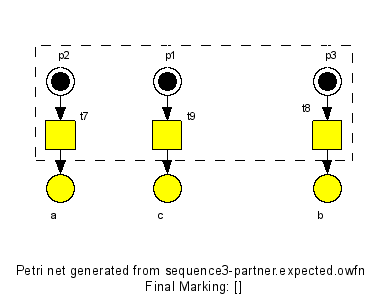 p2 p1 p3
t7 t9 t8
a c b
Petri net generated from sequence3-partner.expected.owfn
Final Marking: []